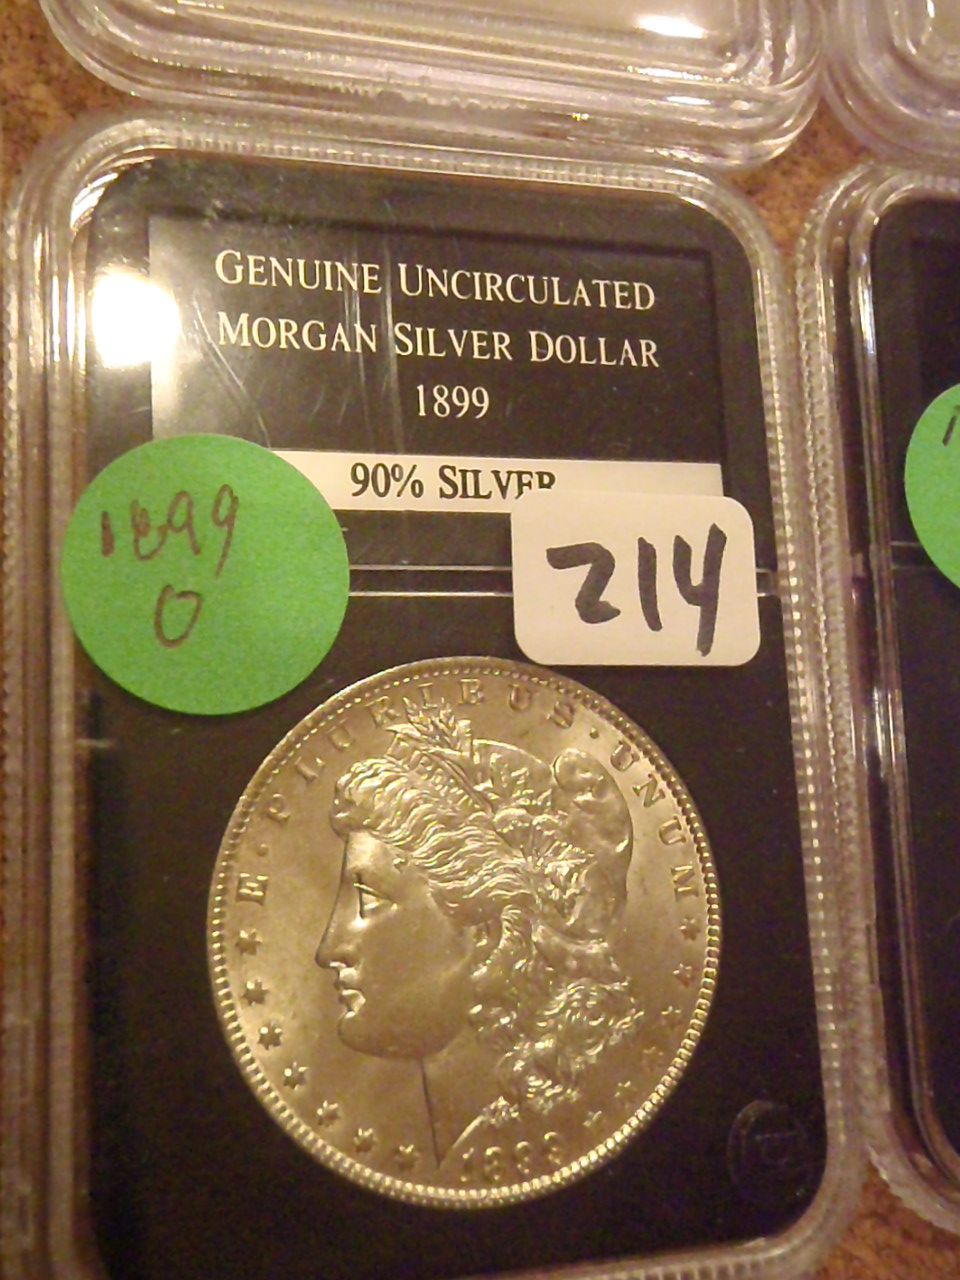 GENUINE UNCIRCULATED
MORGAN SILVER DOLLAR
1899
90% SILVER
1899
O
214
E·PLURIBUS·UNUM